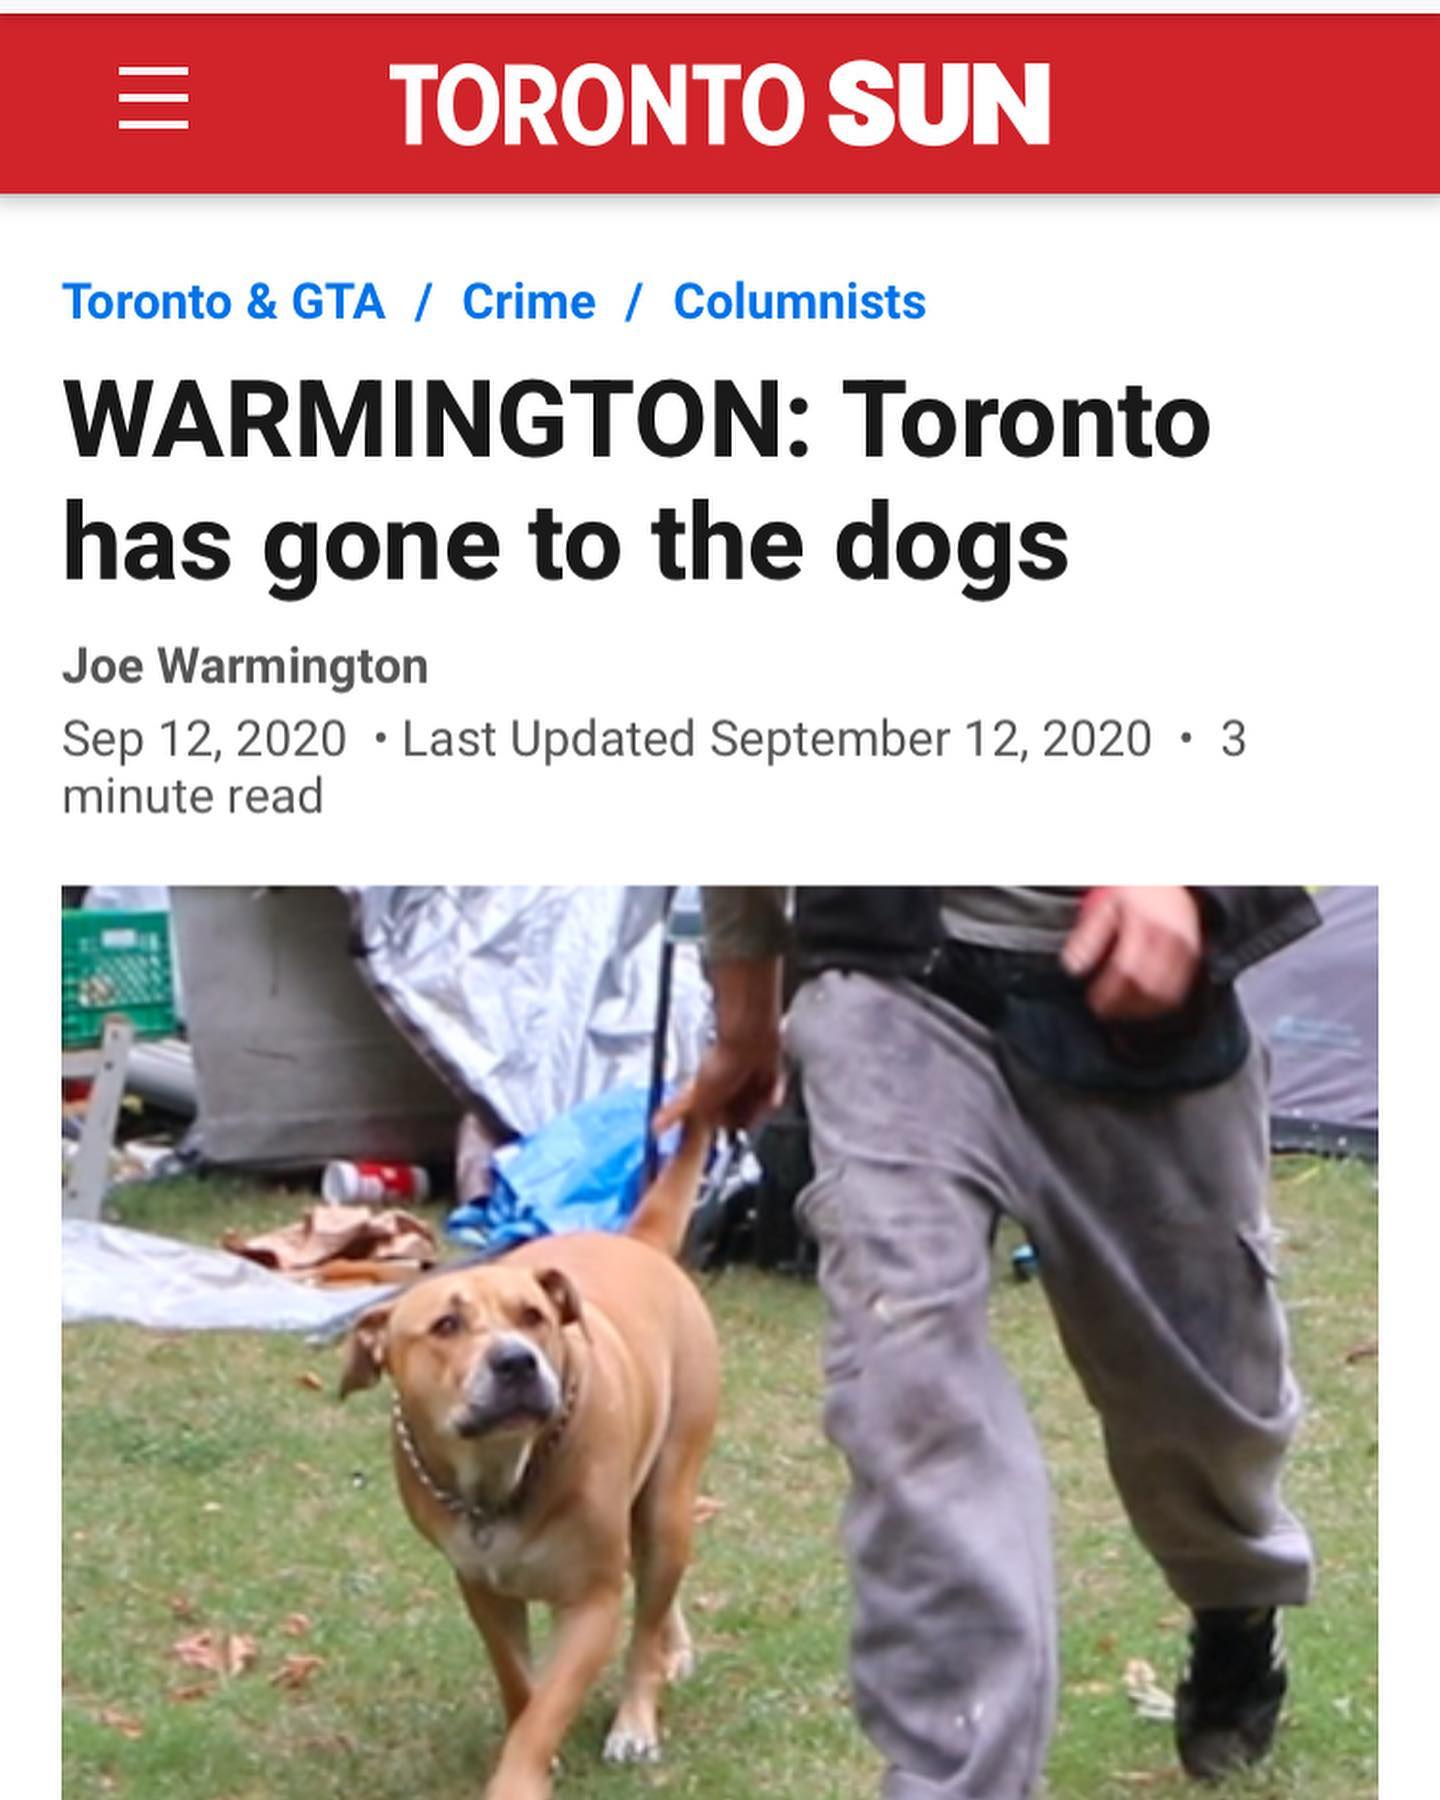 TORONTO SUN
Toronto & GTA / Crime / Columnists
WARMINGTON: Toronto
has gone to the dogs
Joe Warmington
Sep 12, 2020 • Last Updated September 12, 2020 • 3
minute read